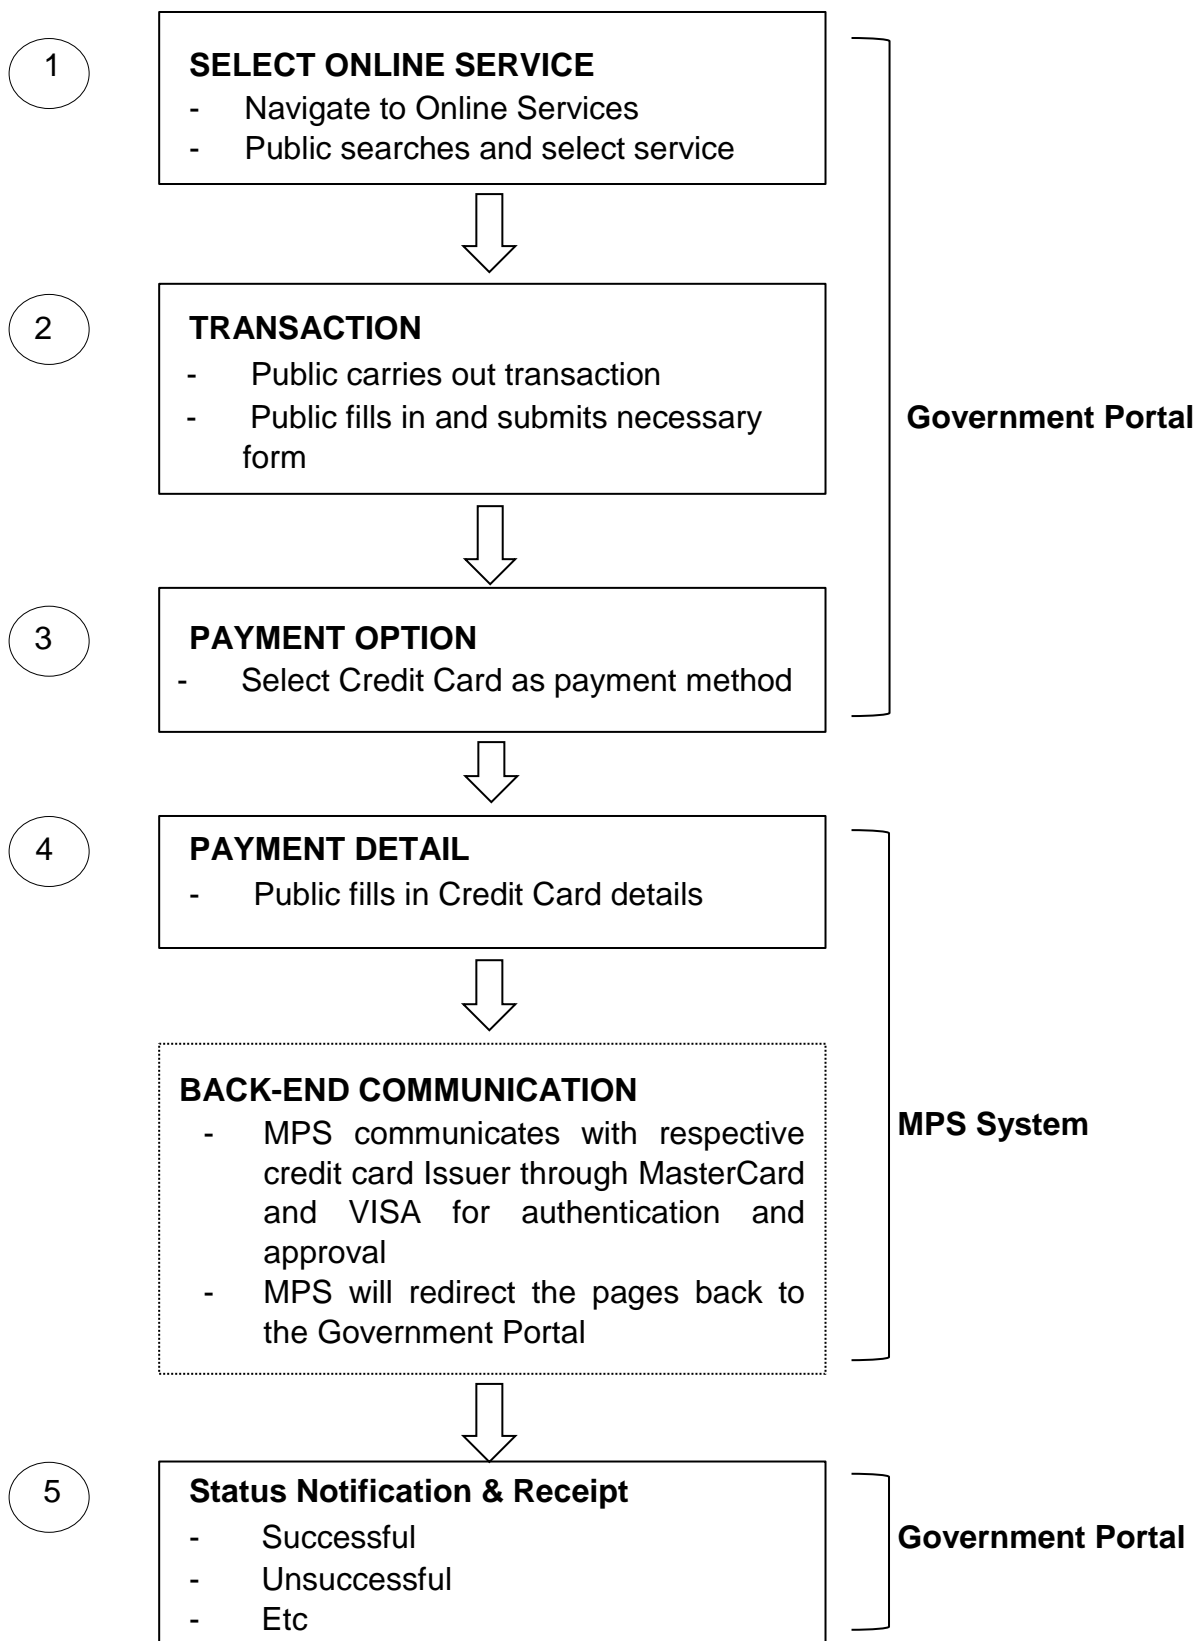 1
SELECT ONLINE SERVICE
- Navigate to Online Services
- Public searches and select service
2
TRANSACTION
- Public carries out transaction
- Public fills in and submits necessary
form
Government Portal
3
PAYMENT OPTION
- Select Credit Card as payment method
4
PAYMENT DETAIL
- Public fills in Credit Card details
BACK-END COMMUNICATION
- MPS communicates with respective
credit card Issuer through MasterCard
and VISA for authentication and
approval
- MPS will redirect the pages back to
the Government Portal
MPS System
5
Status Notification & Receipt
- Successful
- Unsuccessful
- Etc
Government Portal